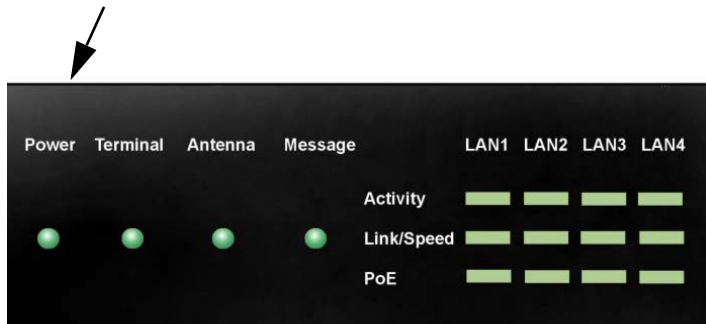 Power Terminal Antenna Message LAN1 LAN2 LAN3 LAN4
Activity
Link/Speed
PoE